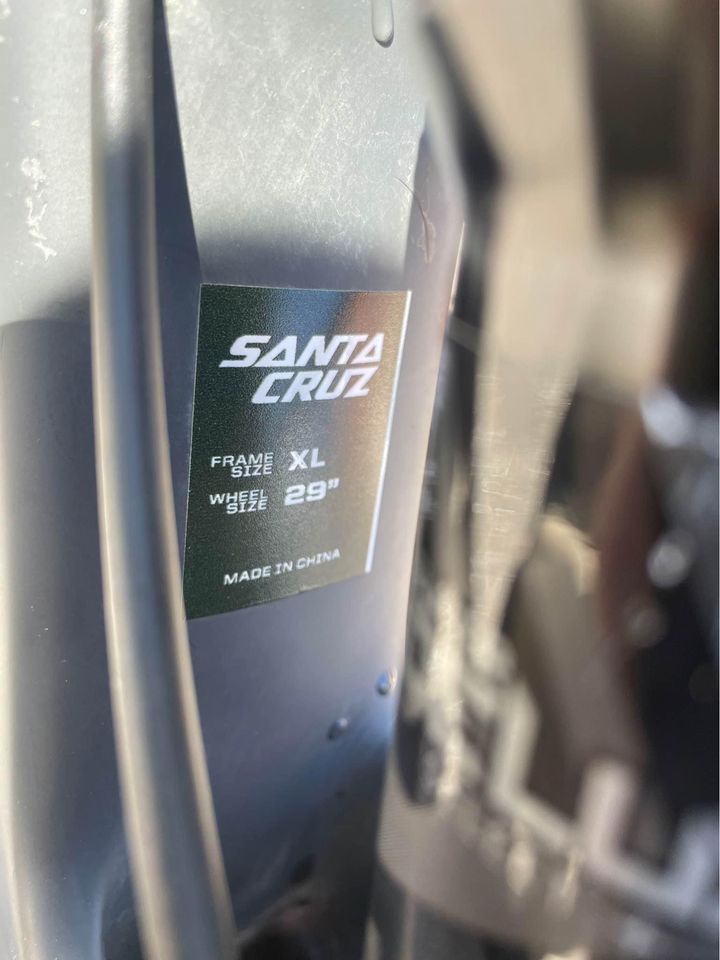 SANTA
CRUZ
FRAME SIZE XL
WHEEL SIZE 29"
MADE IN CHINA